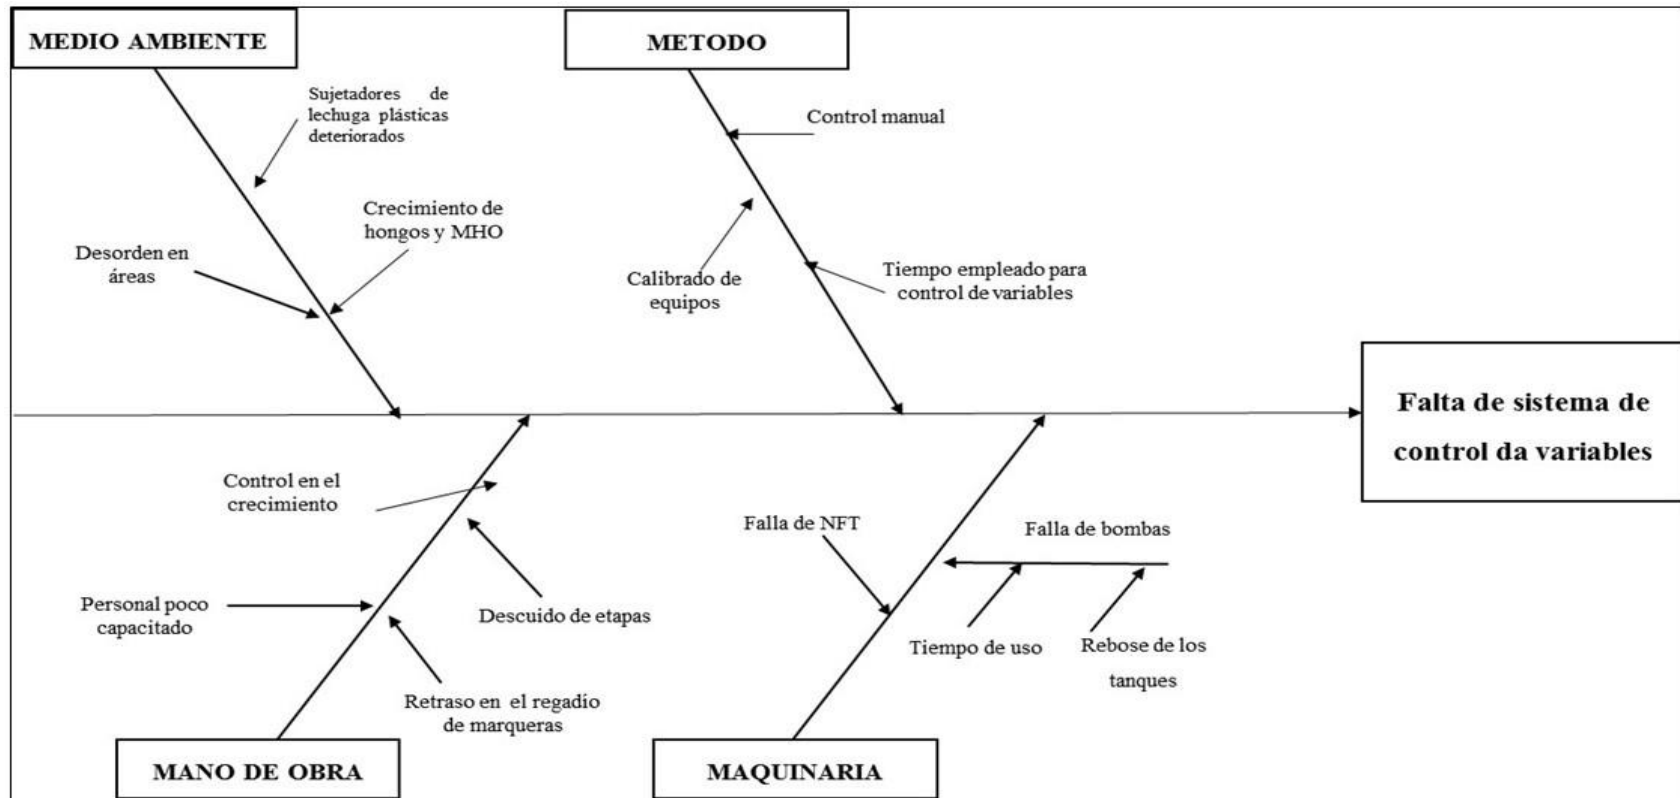 MEDIO AMBIENTE
METODO
Sujetadores de
lechuga plásticas
deteriorados
Control manual
Crecimiento de
hongos y MHO
Desorden en
áreas
Calibrado de
equipos
Tiempo empleado para
control de variables
Falta de sistema de
control da variables
Control en el
crecimiento
Falla de NFT
Falla de bombas
Personal poco
capacitado
Descuido de etapas
Tiempo de uso
Rebose de los
tanques
Retraso en el regadío
de marqueras
MANO DE OBRA
MAQUINARIA